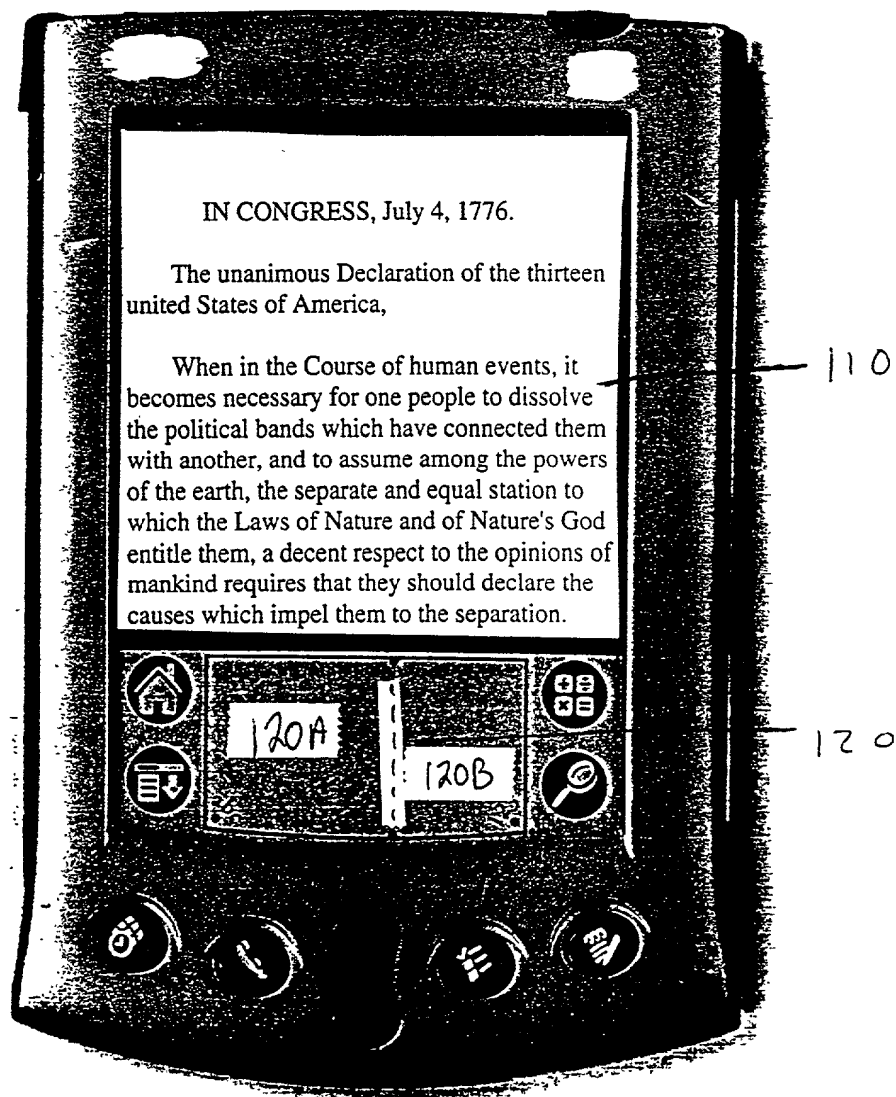 IN CONGRESS, July 4, 1776.
The unanimous Declaration of the thirteen
united States of America,
When in the Course of human events, it
becomes necessary for one people to dissolve
the political bands which have connected them
with another, and to assume among the powers
of the earth, the separate and equal station to
which the Laws of Nature and of Nature's God
entitle them, a decent respect to the opinions of
mankind requires that they should declare the
causes which impel them to the separation.
110
120A
120B
120